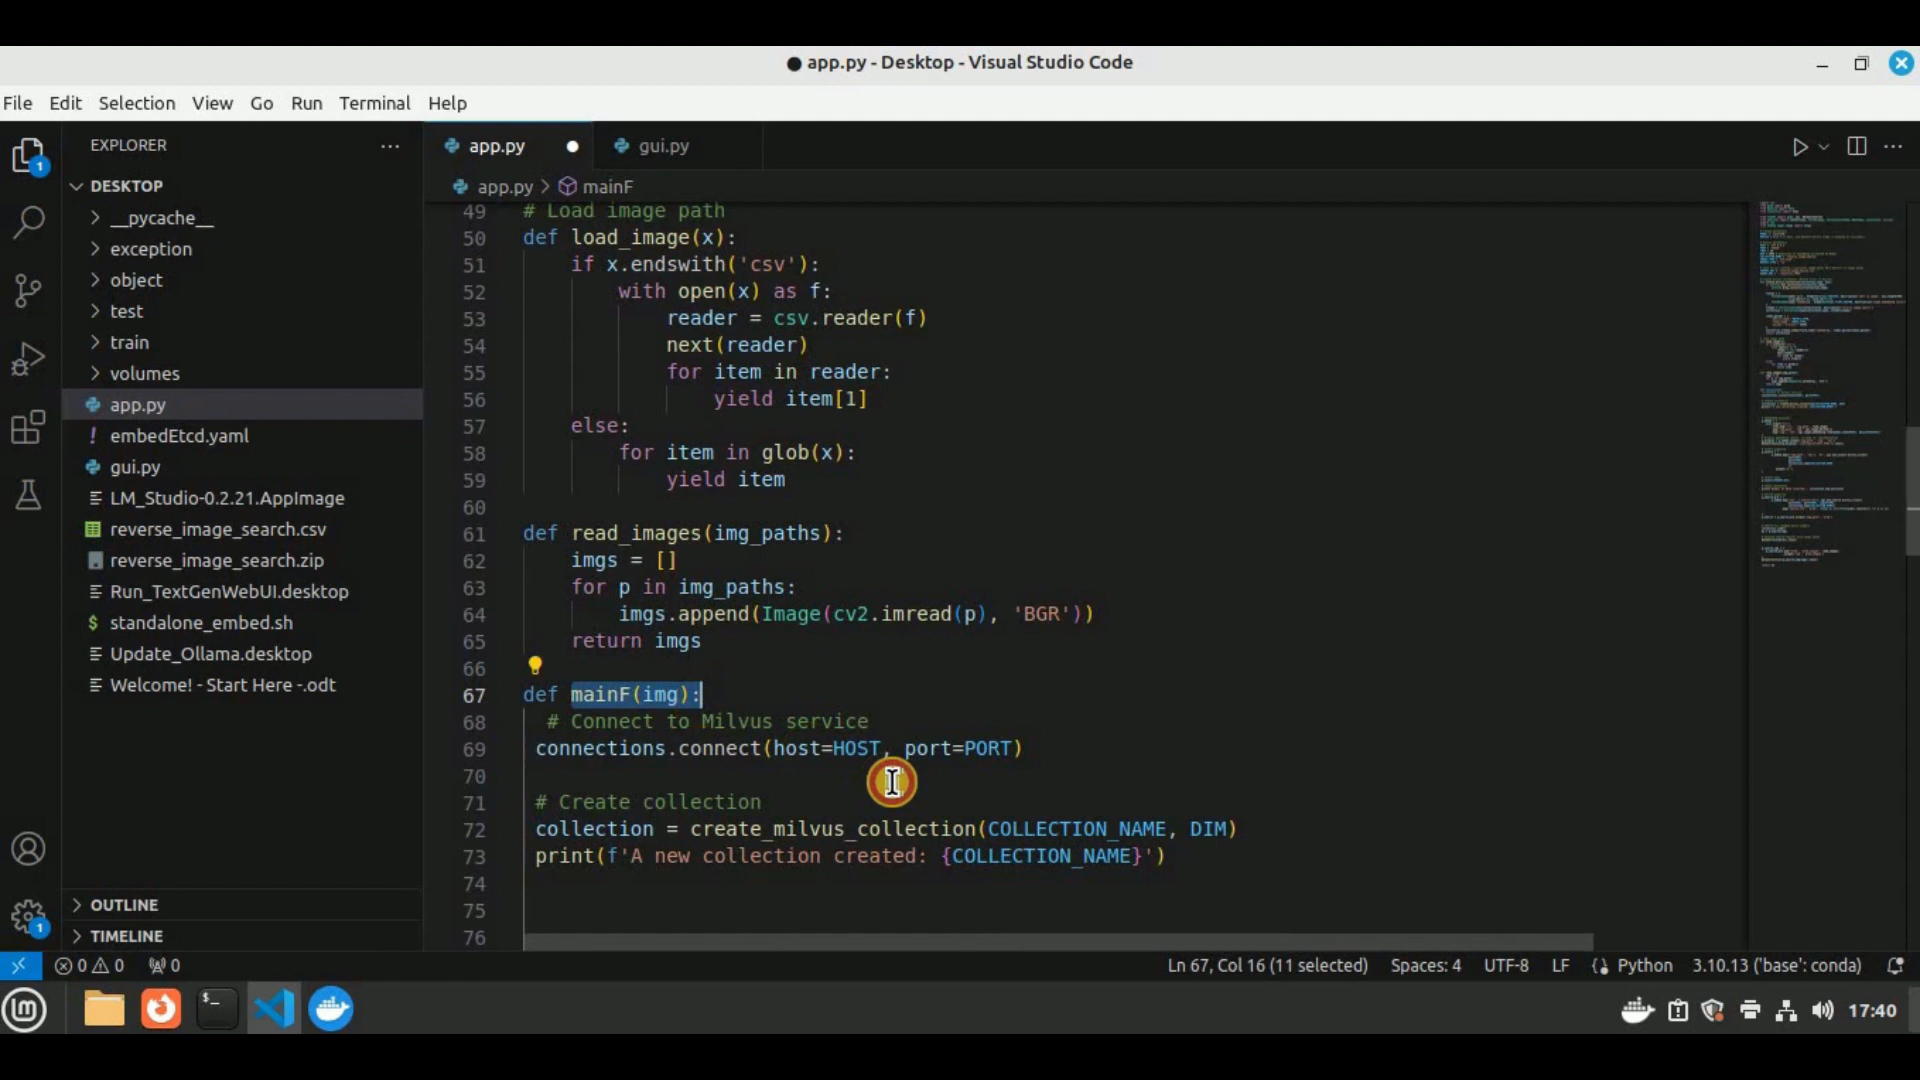 app.py - Desktop - Visual Studio Code
File Edit Selection View Go Run Terminal Help
EXPLORER
app.py
gui.py
DESKTOP
app.py > mainF
__pycache__
exception
object
test
train
volumes
app.py
! embedEtcd.yaml
gui.py
LM_Studio-0.2.21.AppImage
reverse_image_search.csv
reverse_image_search.zip
Run_TextGenWebUI.desktop
$ standalone_embed.sh
Update_Ollama.desktop
Welcome! - Start Here -.odt
OUTLINE
TIMELINE
49 # Load image path
50 def load_image(x):
51 if x.endswith('csv'):
52 with open(x) as f:
53 reader = csv.reader(f)
54 next(reader)
55 for item in reader:
56 yield item[1]
57 else:
58 for item in glob(x):
59 yield item
60
61 def read_images(img_paths):
62 imgs = []
63 for p in img_paths:
64 imgs.append(Image(cv2.imread(p), 'BGR'))
65 return imgs
66
67 def mainF(img):
68 # Connect to Milvus service
69 connections.connect(host=HOST, port=PORT)
70
71 # Create collection
72 collection = create_milvus_collection(COLLECTION_NAME, DIM)
73 print(f'A new collection created: {COLLECTION_NAME}')
74
75
76
1
1
0 0 0
Ln 67, Col 16 (11 selected) Spaces: 4 UTF-8 LF Python 3.10.13 ('base': conda)
17:40